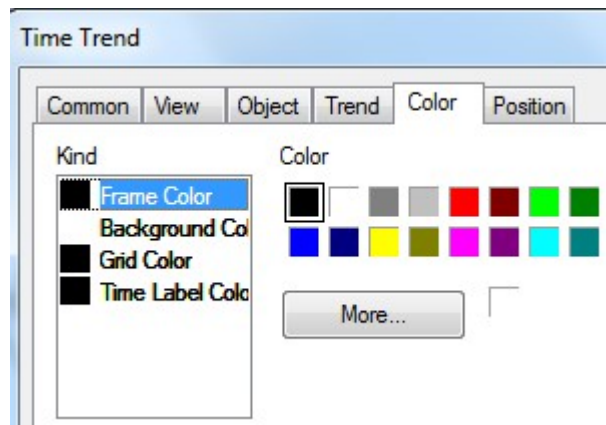 Time Trend
Common View Object Trend Color Position
Kind
Color
Frame Color
Background Col
Grid Color
Time Label Colo
More...